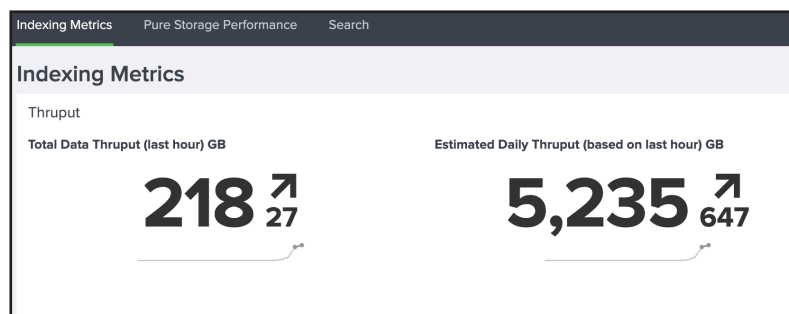 Indexing Metrics Pure Storage Performance Search
Indexing Metrics
Thruput
Total Data Thruput (last hour) GB
218 27
Estimated Daily Thruput (based on last hour) GB
5,235 647